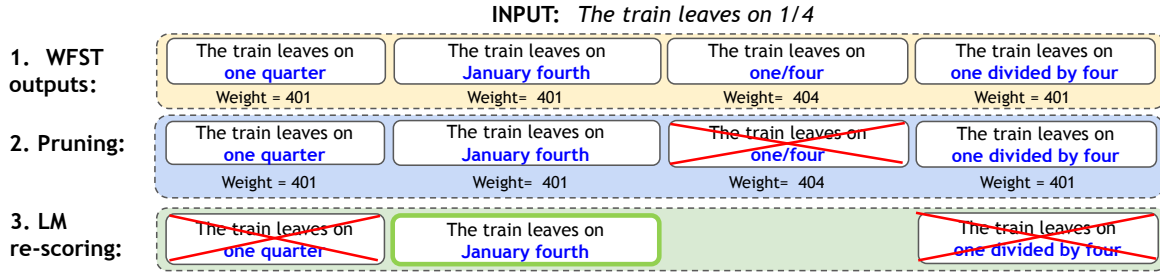 INPUT: The train leaves on 1/4
1. WFST outputs:
The train leaves on
one quarter
Weight = 401
The train leaves on
January fourth
Weight= 401
The train leaves on
one/four
Weight= 404
The train leaves on
one divided by four
Weight = 401
2. Pruning:
The train leaves on
one quarter
Weight = 401
The train leaves on
January fourth
Weight= 401
The train leaves on
one/four
Weight= 404
The train leaves on
one divided by four
Weight = 401
3. LM
re-scoring:
The train leaves on
one quarter
The train leaves on
January fourth
The train leaves on
one divided by four